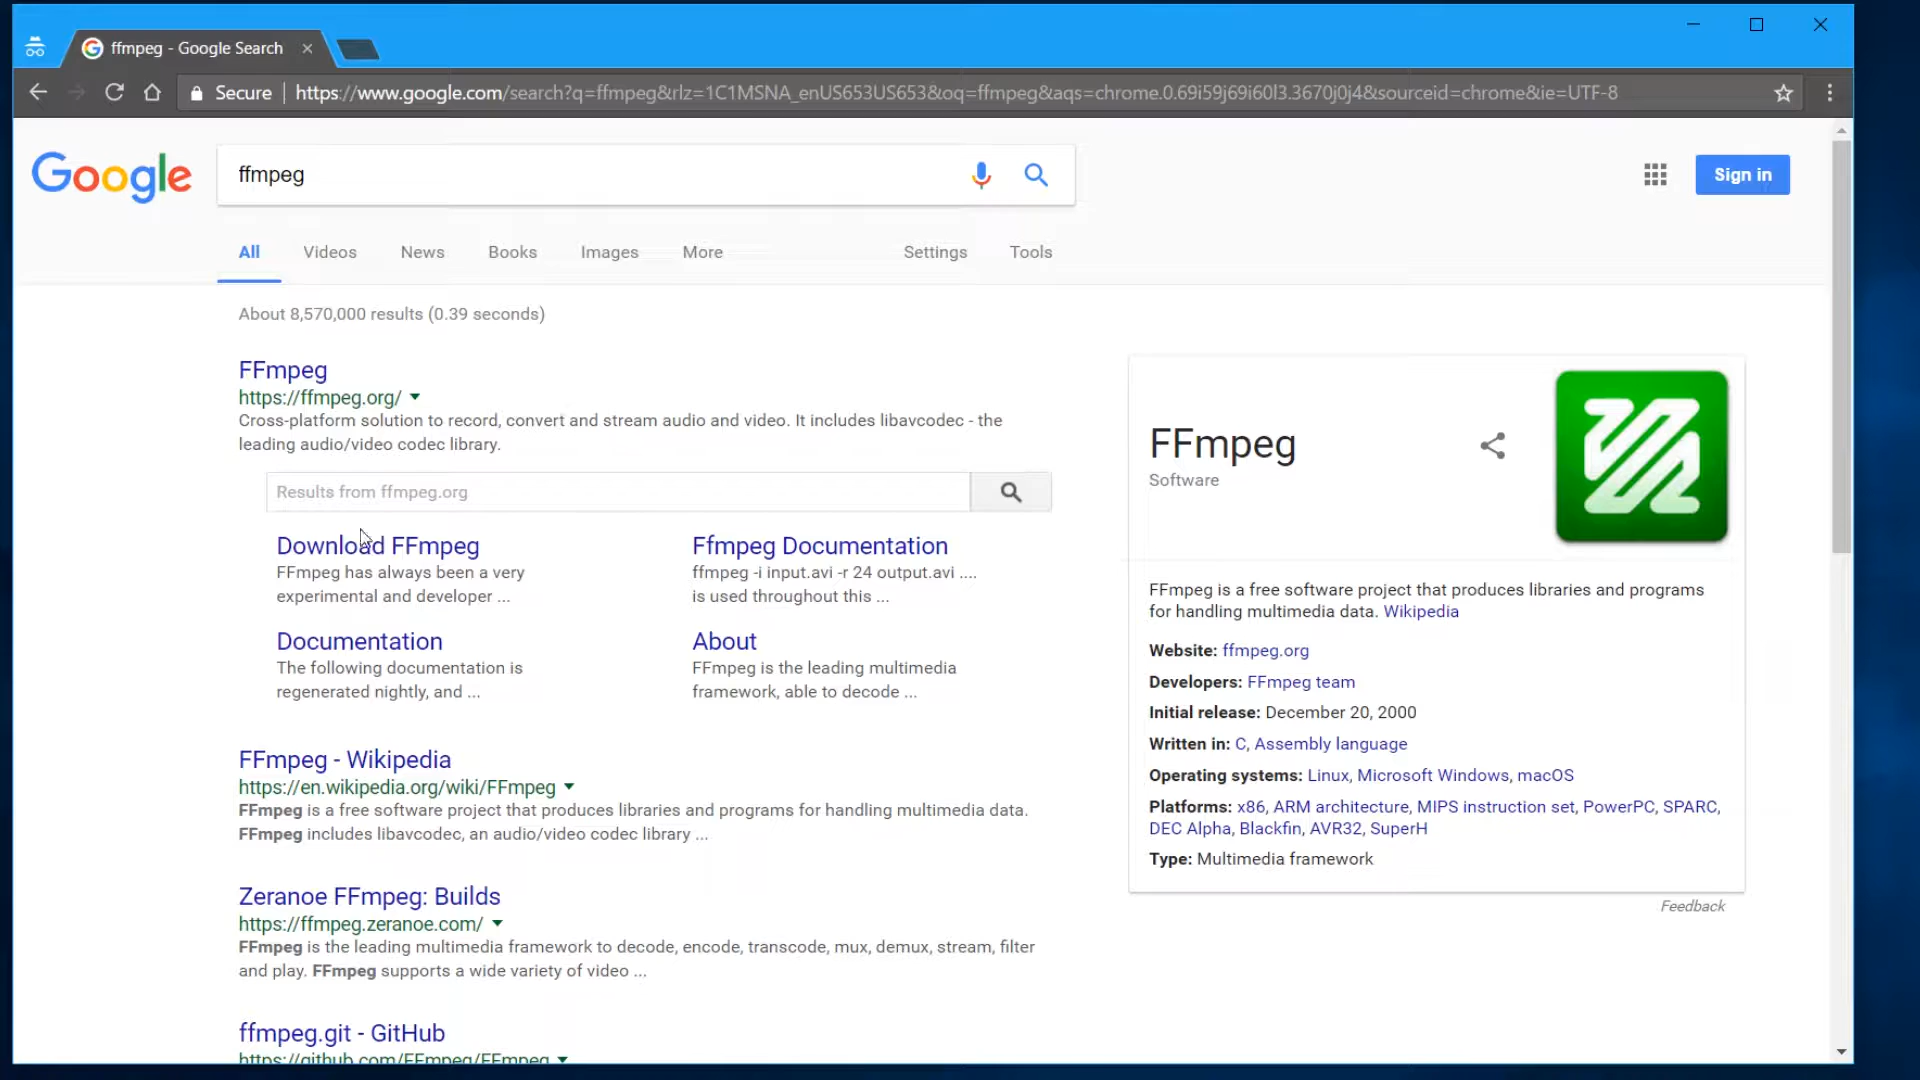 ffmpeg - Google Search
Secure https://www.google.com/search?q=ffmpeg&rlz=1C1MSNA_enUS653US653&oq=ffmpeg&aqs=chrome.0.69i59j69i60l3.3670j0j4&sourceid=chrome&ie=UTF-8
Google
ffmpeg
Sign in
All Videos News Books Images More Settings Tools
About 8,570,000 results (0.39 seconds)
FFmpeg
https://ffmpeg.org/
Cross-platform solution to record, convert and stream audio and video. It includes libavcodec - the
leading audio/video codec library.
Results from ffmpeg.org
Download FFmpeg
FFmpeg has always been a very
experimental and developer ...
Ffmpeg Documentation
ffmpeg -i input.avi -r 24 output.avi ....
is used throughout this ...
Documentation
The following documentation is
regenerated nightly, and ...
About
FFmpeg is the leading multimedia
framework, able to decode ...
FFmpeg - Wikipedia
https://en.wikipedia.org/wiki/FFmpeg
FFmpeg is a free software project that produces libraries and programs for handling multimedia data.
FFmpeg includes libavcodec, an audio/video codec library ...
Zeranoe FFmpeg: Builds
https://ffmpeg.zeranoe.com/
FFmpeg is the leading multimedia framework to decode, encode, transcode, mux, demux, stream, filter
and play. FFmpeg supports a wide variety of video ...
ffmpeg.git - GitHub
https://github.com/FFmpeg/FFmpeg
FFmpeg
Software
FFmpeg is a free software project that produces libraries and programs
for handling multimedia data. Wikipedia
Website: ffmpeg.org
Developers: FFmpeg team
Initial release: December 20, 2000
Written in: C, Assembly language
Operating systems: Linux, Microsoft Windows, macOS
Platforms: x86, ARM architecture, MIPS instruction set, PowerPC, SPARC,
DEC Alpha, Blackfin, AVR32, SuperH
Type: Multimedia framework
Feedback